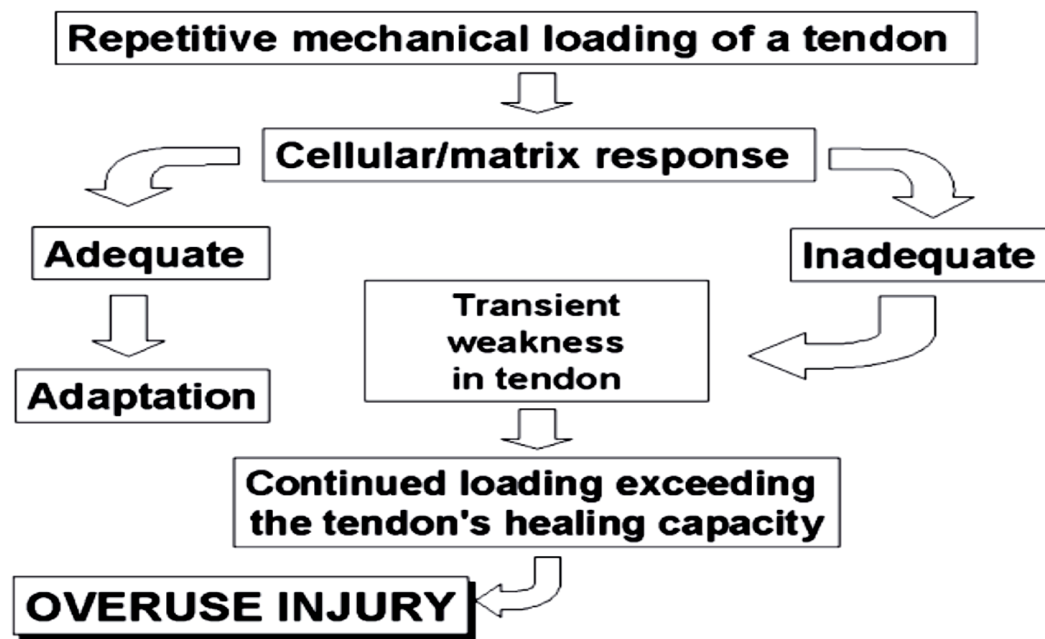 Repetitive mechanical loading of a tendon
Cellular/matrix response
Adequate
Inadequate
Transient
weakness
in tendon
Adaptation
Continued loading exceeding
the tendon's healing capacity
OVERUSE INJURY